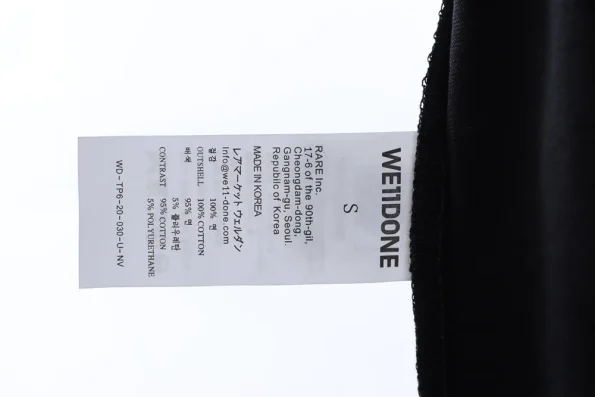 WE11DONE
S
RARE Inc.
17-6 of the 90th-gil,
Cheongdam-dong,
Gangnam-gu, Seoul.
Republic of Korea
MADE IN KOREA
レアマーケット ウェルダン
Info@we11-done.com
겉감 100% 면
OUTSHELL 100% COTTON
배색 95% 면
5% 폴리우레탄
CONTRAST 95% COTTON
5% POLYURETHANE
WD-TP6-20-030-U-NV